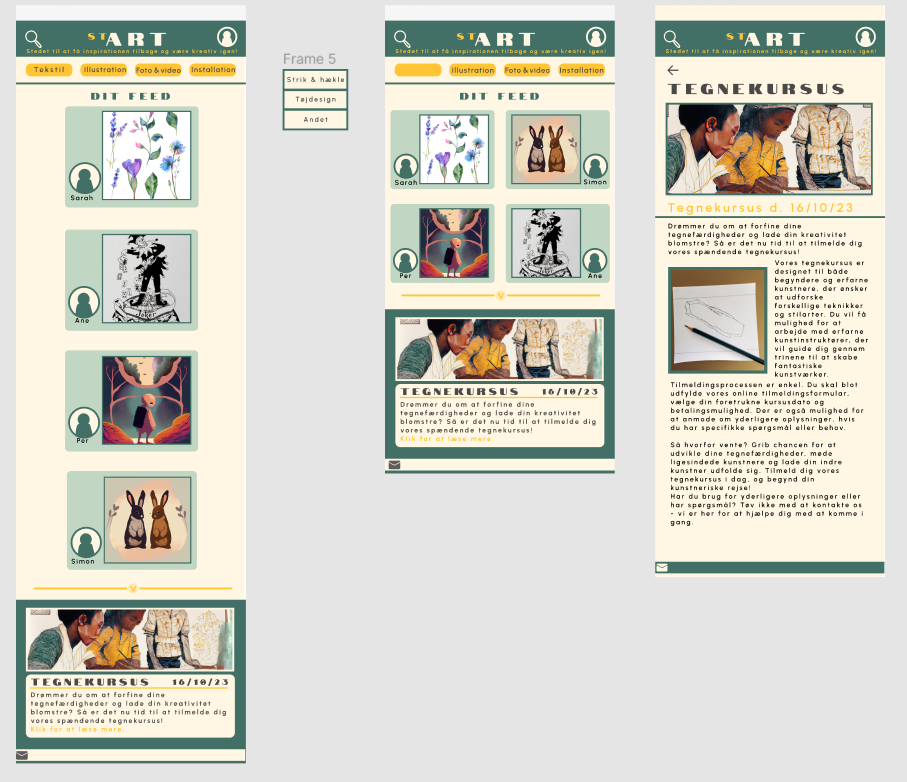 stART
Stedet til at få inspirationen tilbage og være kreativ igen!
Tekstil
Illustration
Foto & video
Installation
DIT FEED
Sarah
Joker
Ane
Per
Simon
TEGNEKURSUS 16/10/23
Drømmer du om at forfine dine
tegnefærdigheder og lade din kreativitet
blomstre? Så er det nu tid til at tilmelde dig
vores spændende tegnekursus!
Klik for at læse mere.
Frame 5
Strik & hækle
Tøjdesign
Andet
stART
Stedet til at få inspirationen tilbage og være kreativ igen!
Illustration
Foto & video
Installation
DIT FEED
Sarah
Simon
Per
Joker
Ane
TEGNEKURSUS 16/10/23
Drømmer du om at forfine dine
tegnefærdigheder og lade din kreativitet
blomstre? Så er det nu tid til at tilmelde dig
vores spændende tegnekursus!
Klik for at læse mere.
stART
Stedet til at få inspirationen tilbage og være kreativ igen!
TEGNEKURSUS
Tegnekursus d. 16/10/23
Drømmer du om at forfine dine
tegnefærdigheder og lade din kreativitet
blomstre? Så er det nu tid til at tilmelde dig
vores spændende tegnekursus!
Vores tegnekursus er
designet til både
begyndere og erfarne
kunstnere, der ønsker
at udforske
forskellige teknikker
og stilarter. Du vil få
mulighed for at
arbejde med erfarne
kunstinstruktører, der
vil guide dig gennem
trinene til at skabe
fantastiske
kunstværker.
Tilmeldingsprocessen er enkel. Du skal blot
udfylde vores online tilmeldingsformular,
vælge din foretrukne kursusdato og
betalingsmulighed. Der er også mulighed for
at anmode om yderligere oplysninger, hvis
du har specifikke spørgsmål eller behov.
Så hvorfor vente? Grib chancen for at
udvikle dine tegnefærdigheder, møde
ligesindede kunstnere og lade din indre
kunstner udfolde sig. Tilmeld dig vores
tegnekursus i dag, og begynd din
kunstneriske rejse!
Har du brug for yderligere oplysninger eller
har spørgsmål? Tøv ikke med at kontakte os
- vi er her for at hjælpe dig med at komme i
gang.